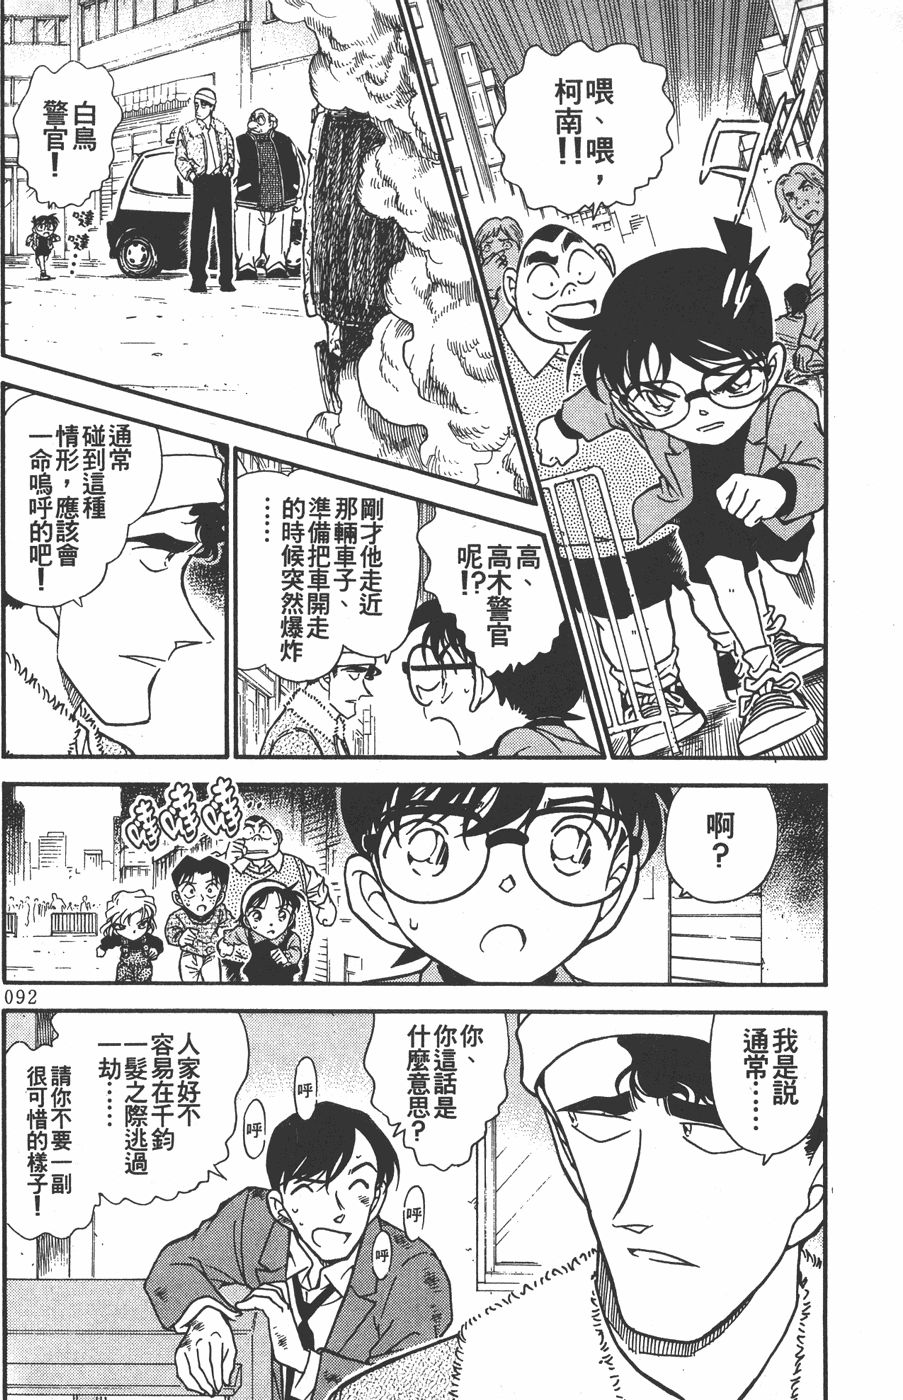 喂、喂，
柯南!!
白鳥
警官！
噠
噠…
高、
高木警官
呢!?
剛才他走近
那輛車子、
準備把車開走
的時候突然爆炸
……
通常
碰到這種
情形，應該會
一命嗚呼的吧！
啊？
噠噠噠
092
我是說
通常……
你、
你這話是
什麼意思？
呼
呼
呼
呼
人家好不
容易在千鈞
一髮之際逃過
一劫……
請你不要一副
很可惜的樣子！